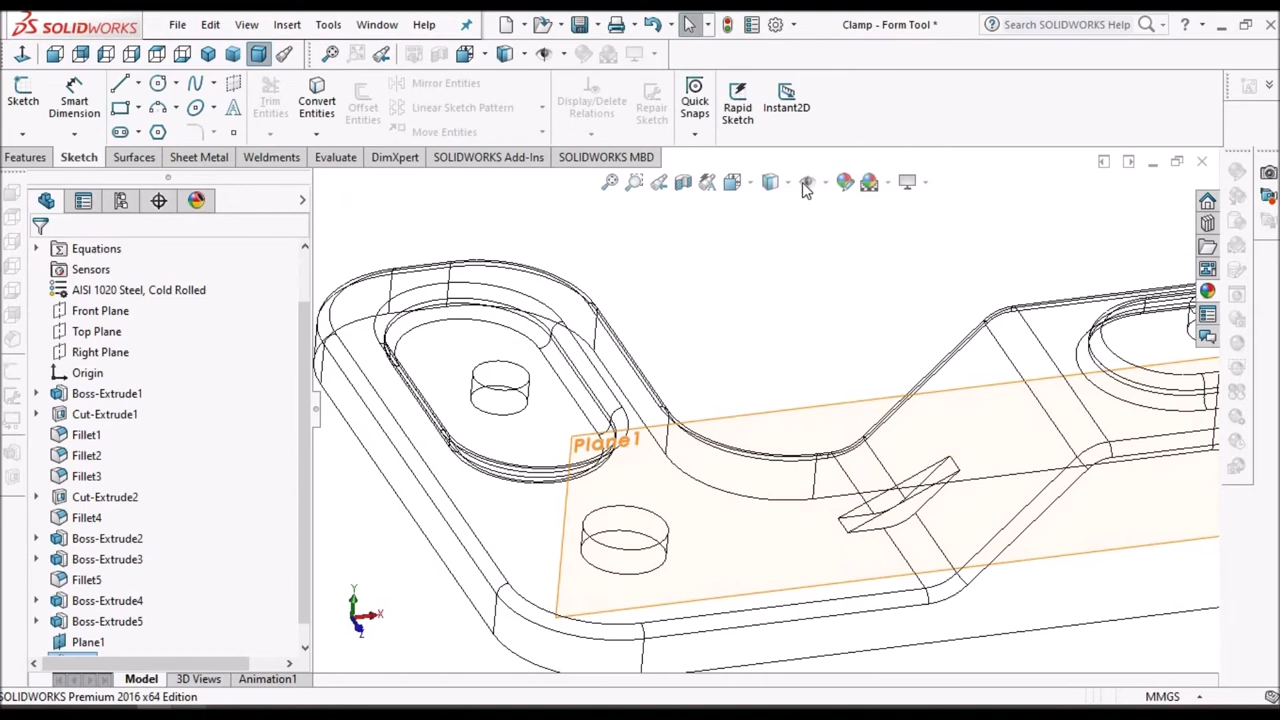 SOLIDWORKS
File Edit View Insert Tools Window Help
Clamp - Form Tool *
Search SOLIDWORKS Help
Sketch
Smart Dimension
Trim Entities
Convert Entities
Offset Entities
Mirror Entities
Linear Sketch Pattern
Move Entities
Display/Delete Relations
Repair Sketch
Quick Snaps
Rapid Sketch
Instant2D
Features Sketch Surfaces Sheet Metal Weldments Evaluate DimXpert SOLIDWORKS Add-Ins SOLIDWORKS MBD
Equations
Sensors
AISI 1020 Steel, Cold Rolled
Front Plane
Top Plane
Right Plane
Origin
Boss-Extrude1
Cut-Extrude1
Fillet1
Fillet2
Fillet3
Cut-Extrude2
Fillet4
Boss-Extrude2
Boss-Extrude3
Fillet5
Boss-Extrude4
Boss-Extrude5
Plane1
Plane1
Y
X
Z
Model 3D Views Animation1
SOLIDWORKS Premium 2016 x64 Edition
MMGS